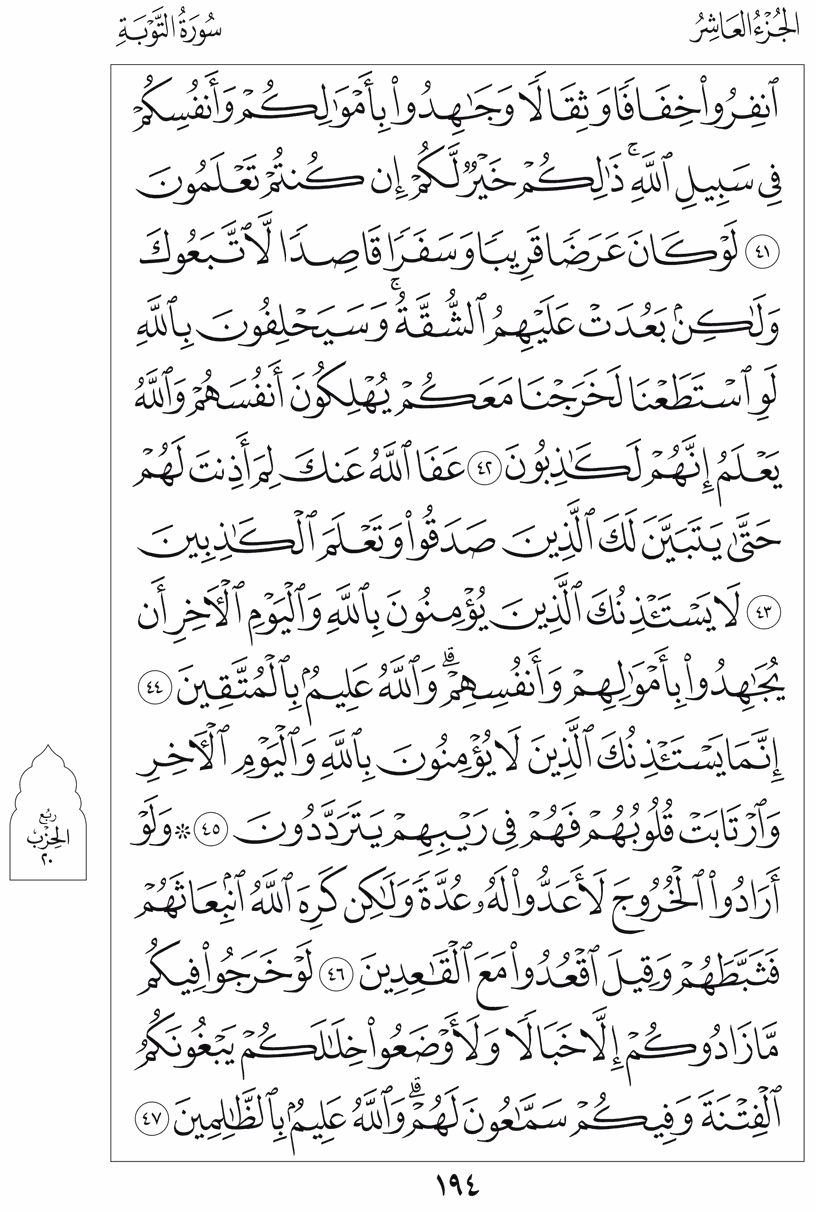 الجُزْءُ العَاشِرُ
سُورَةُ التَّوْبَةِ
ٱنفِرُواْ خِفَافٗا وَثِقَالٗا وَجَٰهِدُواْ بِأَمۡوَٰلِكُمۡ وَأَنفُسِكُمۡ
فِي سَبِيلِ ٱللَّهِۚ ذَٰلِكُمۡ خَيۡرٞ لَّكُمۡ إِن كُنتُمۡ تَعۡلَمُونَ
٤١ لَوۡ كَانَ عَرَضٗا قَرِيبٗا وَسَفَرٗا قَاصِدٗا لَّٱتَّبَعُوكَ
وَلَٰكِنۢ بَعُدَتۡ عَلَيۡهِمُ ٱلشُّقَّةُۚ وَسَيَحۡلِفُونَ بِٱللَّهِ
لَوِ ٱسۡتَطَعۡنَا لَخَرَجۡنَا مَعَكُمۡ يُهۡلِكُونَ أَنفُسَهُمۡ وَٱللَّهُ
يَعۡلَمُ إِنَّهُمۡ لَكَٰذِبُونَ ٤٢ عَفَا ٱللَّهُ عَنكَ لِمَ أَذِنتَ لَهُمۡ
حَتَّىٰ يَتَبَيَّنَ لَكَ ٱلَّذِينَ صَدَقُواْ وَتَعۡلَمَ ٱلۡكَٰذِبِينَ
٤٣ لَا يَسۡتَـٔۡذِنُكَ ٱلَّذِينَ يُؤۡمِنُونَ بِٱللَّهِ وَٱلۡيَوۡمِ ٱلۡأٓخِرِ أَن
يُجَٰهِدُواْ بِأَمۡوَٰلِهِمۡ وَأَنفُسِهِمۡۗ وَٱللَّهُ عَلِيمُۢ بِٱلۡمُتَّقِينَ ٤٤
إِنَّمَا يَسۡتَـٔۡذِنُكَ ٱلَّذِينَ لَا يُؤۡمِنُونَ بِٱللَّهِ وَٱلۡيَوۡمِ ٱلۡأٓخِرِ
وَٱرۡتَابَتۡ قُلُوبُهُمۡ فَهُمۡ فِي رَيۡبِهِمۡ يَتَرَدَّدُونَ ٤٥ * وَلَوۡ
أَرَادُواْ ٱلۡخُرُوجَ لَأَعَدُّواْ لَهُۥ عُدَّةٗ وَلَٰكِن كَرِهَ ٱللَّهُ ٱنۢبِعَاثَهُمۡ
فَثَبَّطَهُمۡ وَقِيلَ ٱقۡعُدُواْ مَعَ ٱلۡقَٰعِدِينَ ٤٦ لَوۡ خَرَجُواْ فِيكُم
مَّا زَادُوكُمۡ إِلَّا خَبَالٗا وَلَأَوۡضَعُواْ خِلَٰلَكُمۡ يَبۡغُونَكُمُ
ٱلۡفِتۡنَةَ وَفِيكُمۡ سَمَّٰعُونَ لَهُمۡۗ وَٱللَّهُ عَلِيمُۢ بِٱلظَّٰلِمِينَ ٤٧
رُبُع
الحِزْب
٢٠
١٩٤